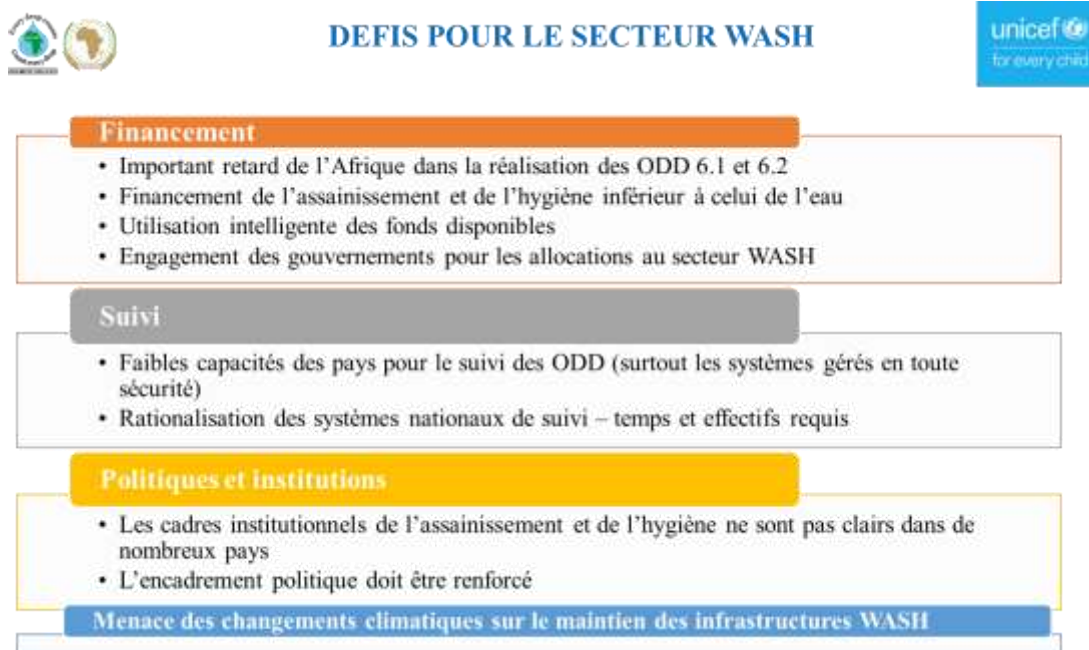 DEFIS POUR LE SECTEUR WASH
unicef
for every child
Financement
• Important retard de l’Afrique dans la réalisation des ODD 6.1 et 6.2
• Financement de l’assainissement et de l’hygiène inférieur à celui de l’eau
• Utilisation intelligente des fonds disponibles
• Engagement des gouvernements pour les allocations au secteur WASH
Suivi
• Faibles capacités des pays pour le suivi des ODD (surtout les systèmes gérés en toute
sécurité)
• Rationalisation des systèmes nationaux de suivi – temps et effectifs requis
Politiques et institutions
• Les cadres institutionnels de l’assainissement et de l’hygiène ne sont pas clairs dans de
nombreux pays
• L’encadrement politique doit être renforcé
Menace des changements climatiques sur le maintien des infrastructures WASH